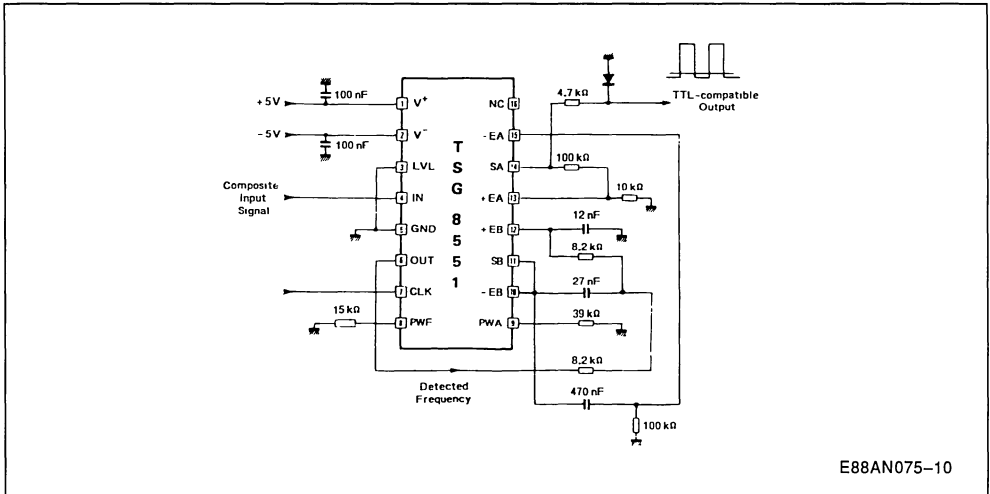 +5V
100 nF
1 V+
-5V
100 nF
2 V-
3 LVL
Composite
Input
Signal
4 IN
5 GND
6 OUT
7 CLK
15 kΩ
8 PWF
T
S
G
8
5
5
1
NC 16
-EA 15
SA 14
+EA 13
+EB 12
SB 11
-EB 10
PWA 9
4.7 kΩ
TTL-compatible
Output
100 kΩ
10 kΩ
12 nF
8.2 kΩ
27 nF
39 kΩ
8.2 kΩ
Detected
Frequency
470 nF
100 kΩ
E88AN075-10